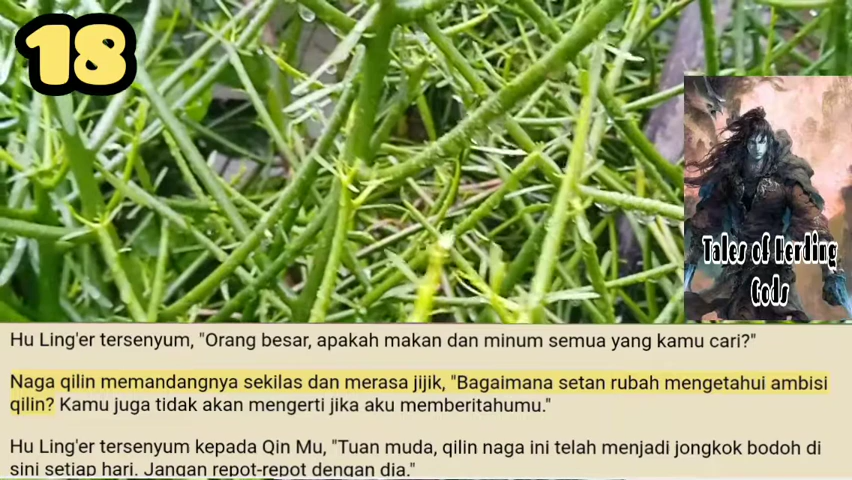 18
Tales of Herding
Gods
Hu Ling'er tersenyum, "Orang besar, apakah makan dan minum semua yang kamu cari?"
Naga qilin memandangnya sekilas dan merasa jijik, "Bagaimana setan rubah mengetahui ambisi
qilin? Kamu juga tidak akan mengerti jika aku memberitahumu."
Hu Ling'er tersenyum kepada Qin Mu, "Tuan muda, qilin naga ini telah menjadi jongkok bodoh di
sini setiap hari. Jangan repot-repot dengan dia."